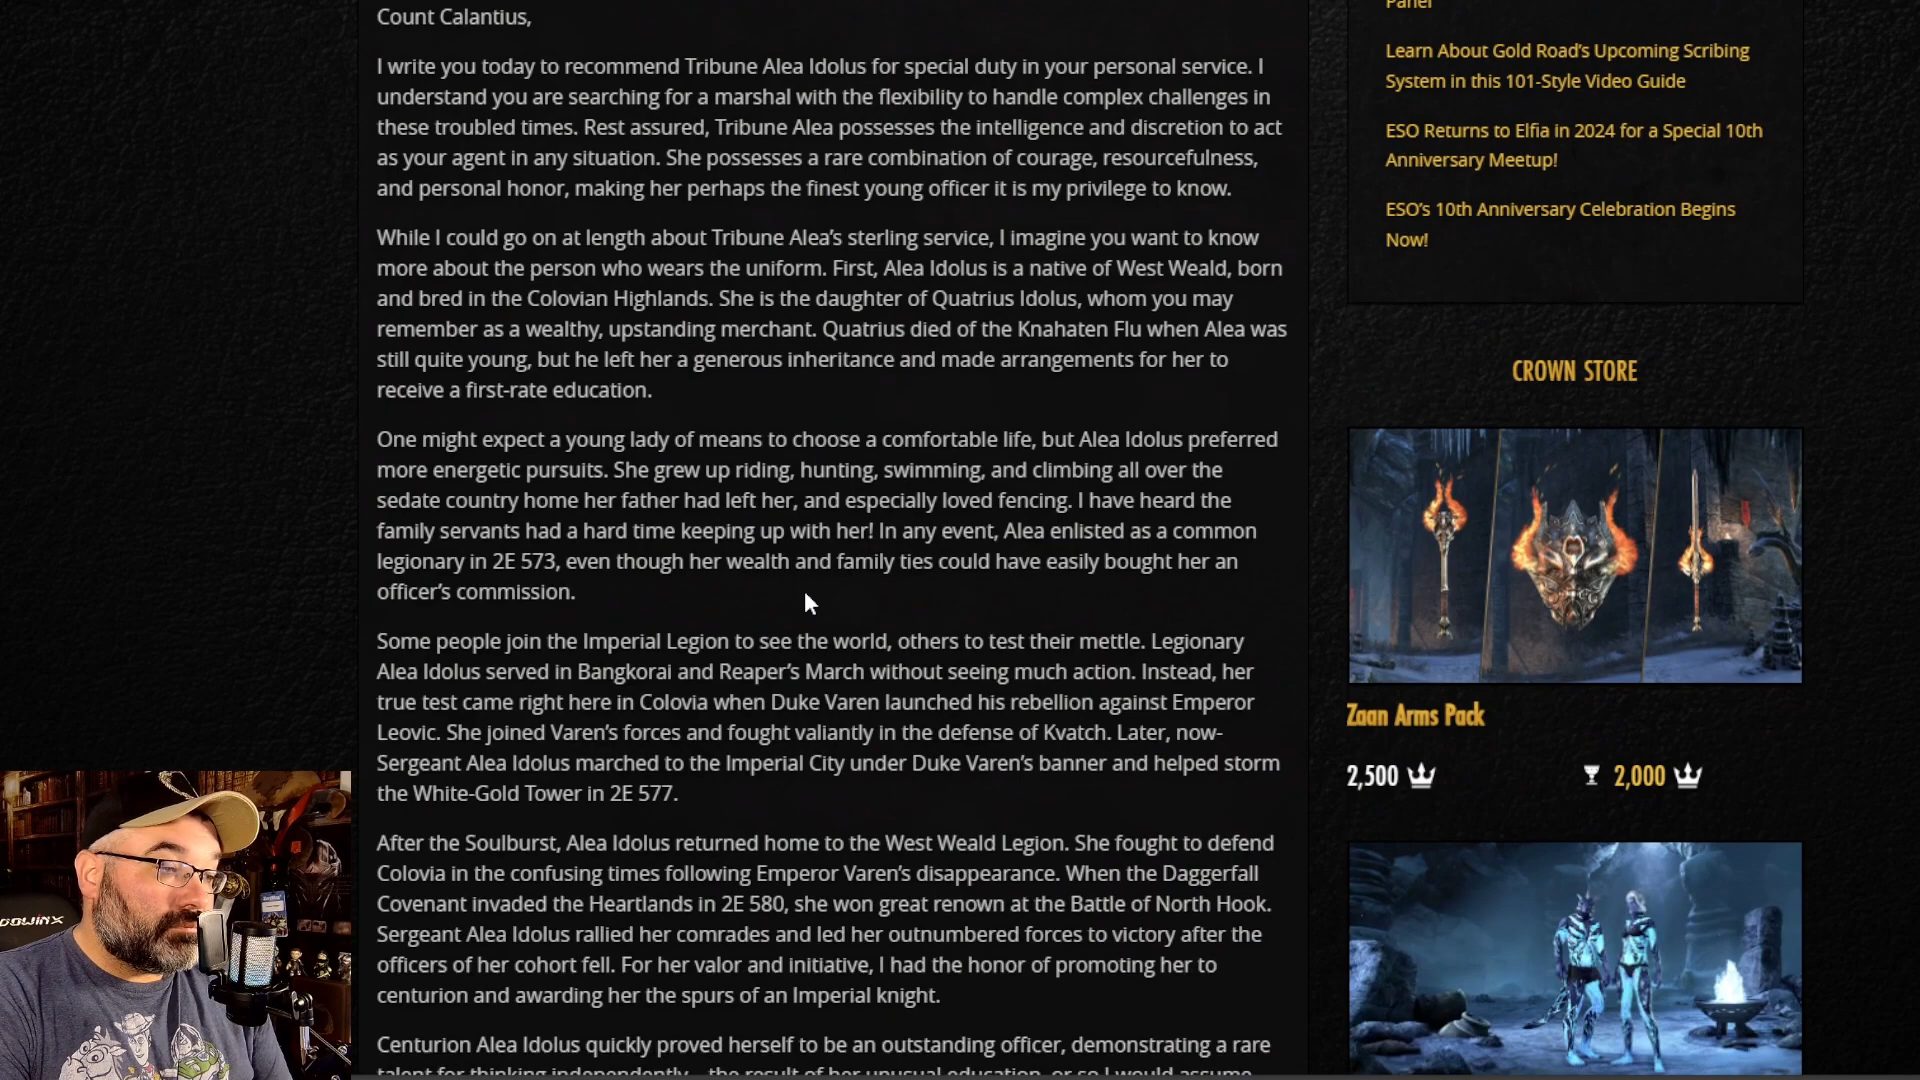 Count Calantius,
I write you today to recommend Tribune Alea Idolus for special duty in your personal service. I
understand you are searching for a marshal with the flexibility to handle complex challenges in
these troubled times. Rest assured, Tribune Alea possesses the intelligence and discretion to act
as your agent in any situation. She possesses a rare combination of courage, resourcefulness,
and personal honor, making her perhaps the finest young officer it is my privilege to know.
While I could go on at length about Tribune Alea’s sterling service, I imagine you want to know
more about the person who wears the uniform. First, Alea Idolus is a native of West Weald, born
and bred in the Colovian Highlands. She is the daughter of Quatrius Idolus, whom you may
remember as a wealthy, upstanding merchant. Quatrius died of the Knahaten Flu when Alea was
still quite young, but he left her a generous inheritance and made arrangements for her to
receive a first-rate education.
One might expect a young lady of means to choose a comfortable life, but Alea Idolus preferred
more energetic pursuits. She grew up riding, hunting, swimming, and climbing all over the
sedate country home her father had left her, and especially loved fencing. I have heard the
family servants had a hard time keeping up with her! In any event, Alea enlisted as a common
legionary in 2E 573, even though her wealth and family ties could have easily bought her an
officer’s commission.
Some people join the Imperial Legion to see the world, others to test their mettle. Legionary
Alea Idolus served in Bangkorai and Reaper’s March without seeing much action. Instead, her
true test came right here in Colovia when Duke Varen launched his rebellion against Emperor
Leovic. She joined Varen’s forces and fought valiantly in the defense of Kvatch. Later, now-
Sergeant Alea Idolus marched to the Imperial City under Duke Varen’s banner and helped storm
the White-Gold Tower in 2E 577.
After the Soulburst, Alea Idolus returned home to the West Weald Legion. She fought to defend
Colovia in the confusing times following Emperor Varen’s disappearance. When the Daggerfall
Covenant invaded the Heartlands in 2E 580, she won great renown at the Battle of North Hook.
Sergeant Alea Idolus rallied her comrades and led her outnumbered forces to victory after the
officers of her cohort fell. For her valor and initiative, I had the honor of promoting her to
centurion and awarding her the spurs of an Imperial knight.
Centurion Alea Idolus quickly proved herself to be an outstanding officer, demonstrating a rare
talent for thinking independently—the result of her unusual education, or so I would assume.
Panel
Learn About Gold Road’s Upcoming Scribing
System in this 101-Style Video Guide
ESO Returns to Elfia in 2024 for a Special 10th
Anniversary Meetup!
ESO’s 10th Anniversary Celebration Begins
Now!
CROWN STORE
Zaan Arms Pack
2,500 2,000